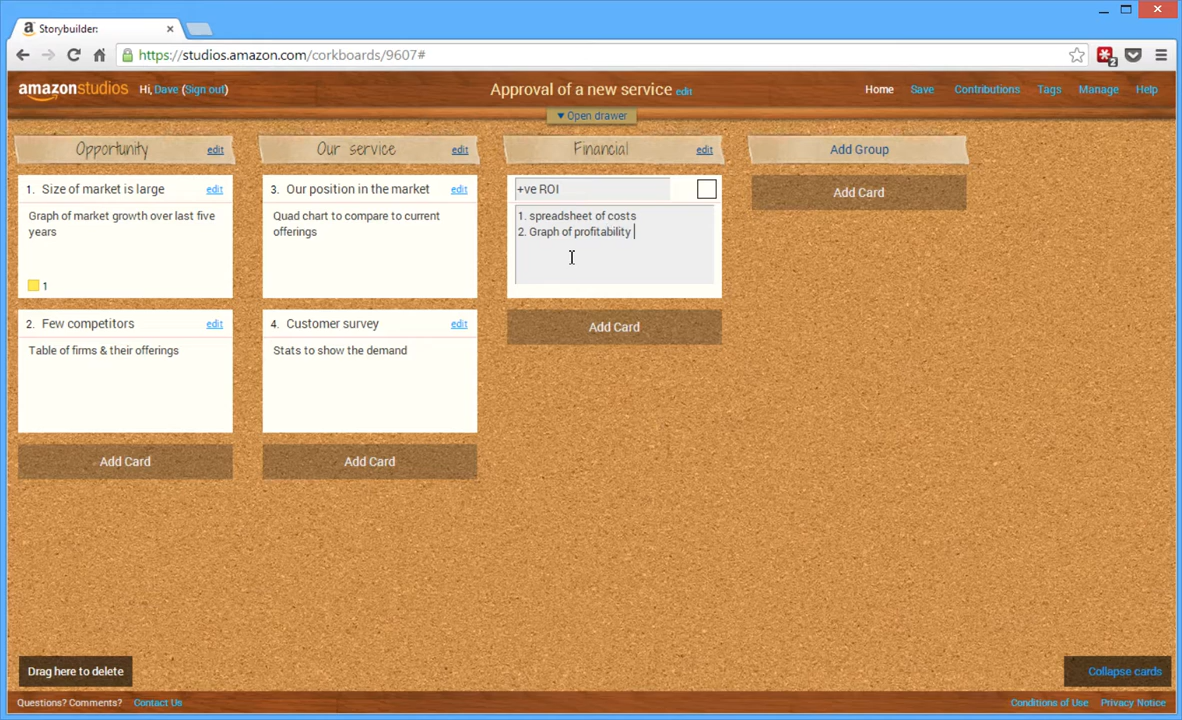 Storybuilder:
https://studios.amazon.com/corkboards/9607#
2
amazonstudios
Hi, Dave (Sign out)
Approval of a new service edit
Home
Save
Contributions
Tags
Manage
Help
▼ Open drawer
Opportunity edit
Our service edit
Financial edit
Add Group
1. Size of market is large edit
Graph of market growth over last five
years
1
2. Few competitors edit
Table of firms & their offerings
Add Card
3. Our position in the market edit
Quad chart to compare to current
offerings
4. Customer survey edit
Stats to show the demand
Add Card
+ve ROI
1. spreadsheet of costs
2. Graph of profitability
Add Card
Add Card
Drag here to delete
Collapse cards
Questions? Comments? Contact Us
Conditions of Use
Privacy Notice